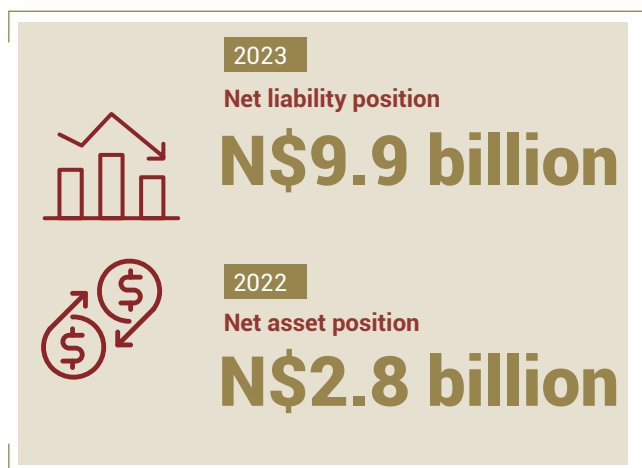 2023
Net liability position
N$9.9 billion
$
$
2022
Net asset position
N$2.8 billion